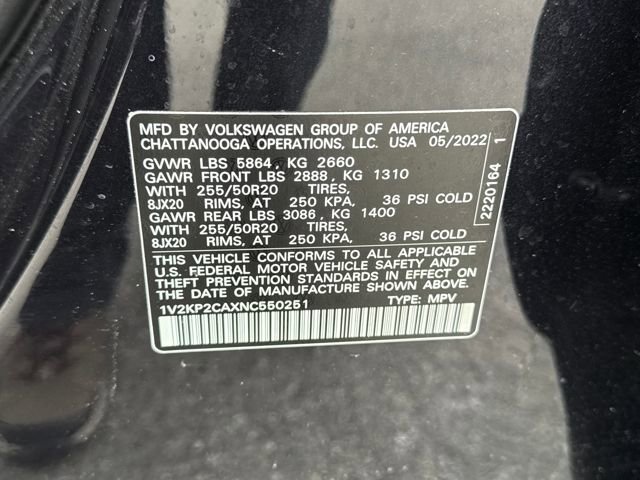 MFD BY VOLKSWAGEN GROUP OF AMERICA
CHATTANOOGA OPERATIONS, LLC. USA 05/2022
GVWR LBS 5864, KG 2660
GAWR FRONT LBS 2888, KG 1310
WITH 255/50R20 TIRES,
8JX20 RIMS, AT 250 KPA, 36 PSI COLD
GAWR REAR LBS 3086, KG 1400
WITH 255/50R20 TIRES,
8JX20 RIMS, AT 250 KPA, 36 PSI COLD
THIS VEHICLE CONFORMS TO ALL APPLICABLE
U.S. FEDERAL MOTOR VEHICLE SAFETY AND
THEFT PREVENTION STANDARDS IN EFFECT ON
THE DATE OF MANUFACTURE SHOWN ABOVE.
1V2KP2CAXNC550251 TYPE: MPV
2220164 1